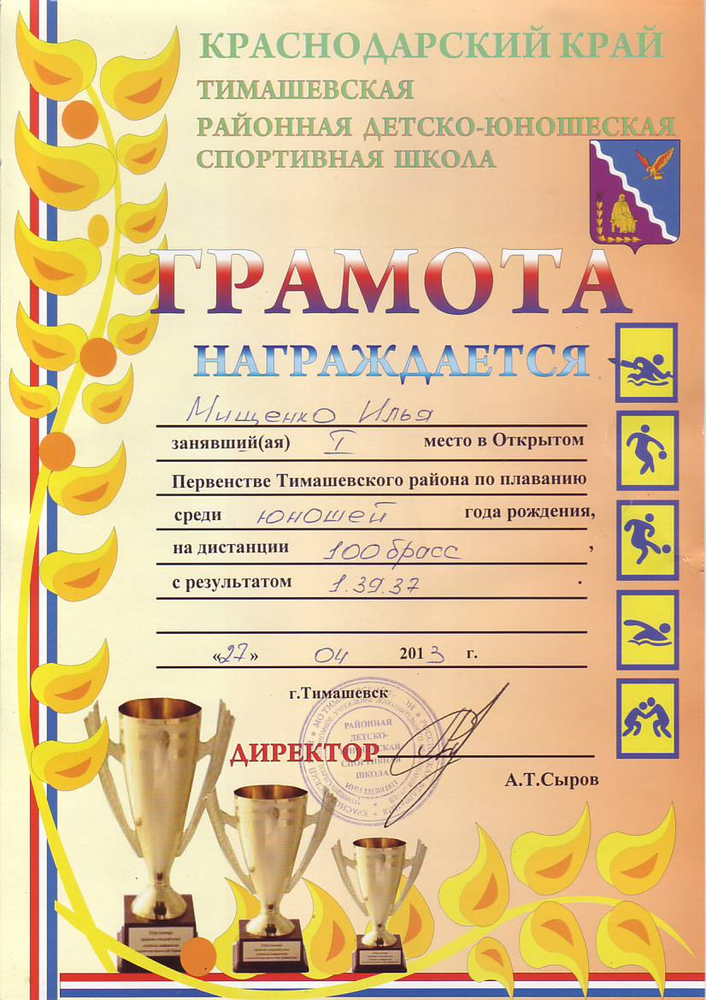 КРАСНОДАРСКИЙ КРАЙ
ТИМАШЕВСКАЯ
РАЙОННАЯ ДЕТСКО-ЮНОШЕСКАЯ
СПОРТИВНАЯ ШКОЛА
ГРАМОТА
НАГРАЖДАЕТСЯ
Мищенко Илья
занявший(ая) I место в Открытом
Первенстве Тимашевского района по плаванию
среди юношей года рождения,
на дистанции 100 брасс ,
с результатом 1.39.37 .
«27» 04 2013 г.
г.Тимашевск
РАЙОННАЯ
ДЕТСКО-
ЮНОШЕСКАЯ
СПОРТИВНАЯ
ШКОЛА
ДИРЕКТОР
А.Т.Сыров